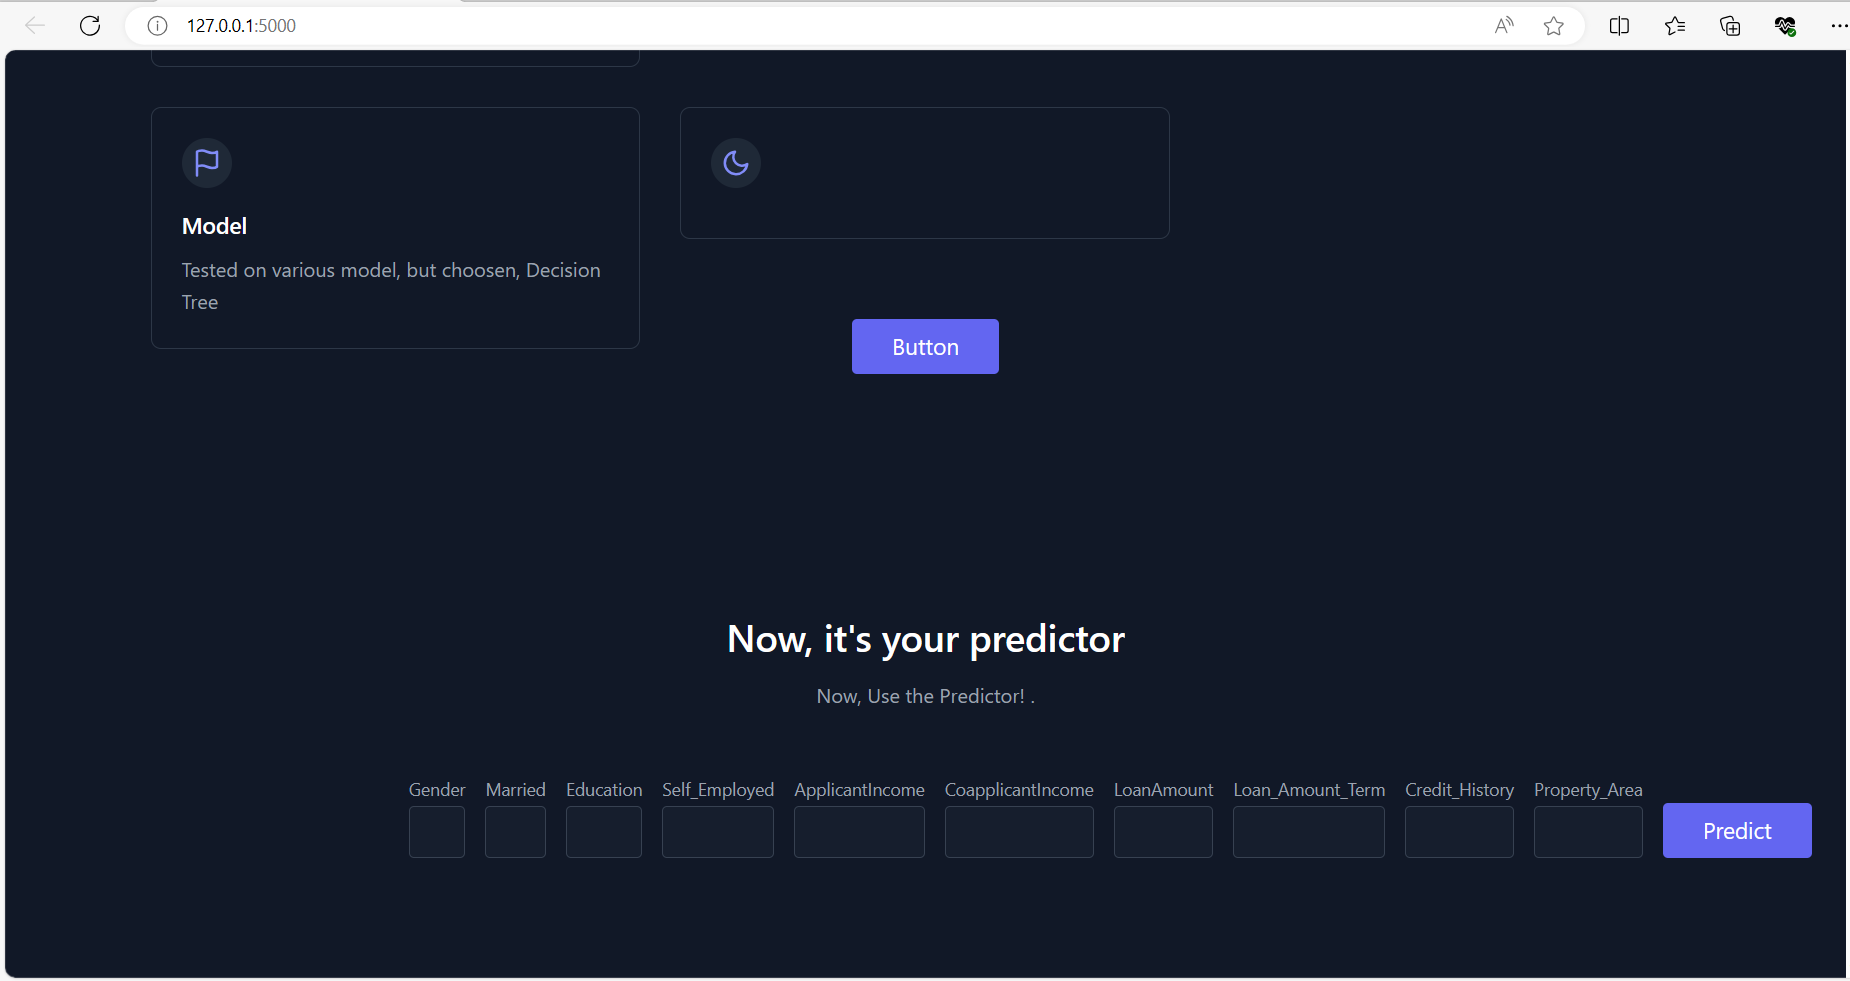 127.0.0.1:5000
Model
Tested on various model, but choosen, Decision
Tree
Button
Now, it's your predictor
Now, Use the Predictor! .
Gender Married Education Self_Employed ApplicantIncome CoapplicantIncome LoanAmount Loan_Amount_Term Credit_History Property_Area
Predict